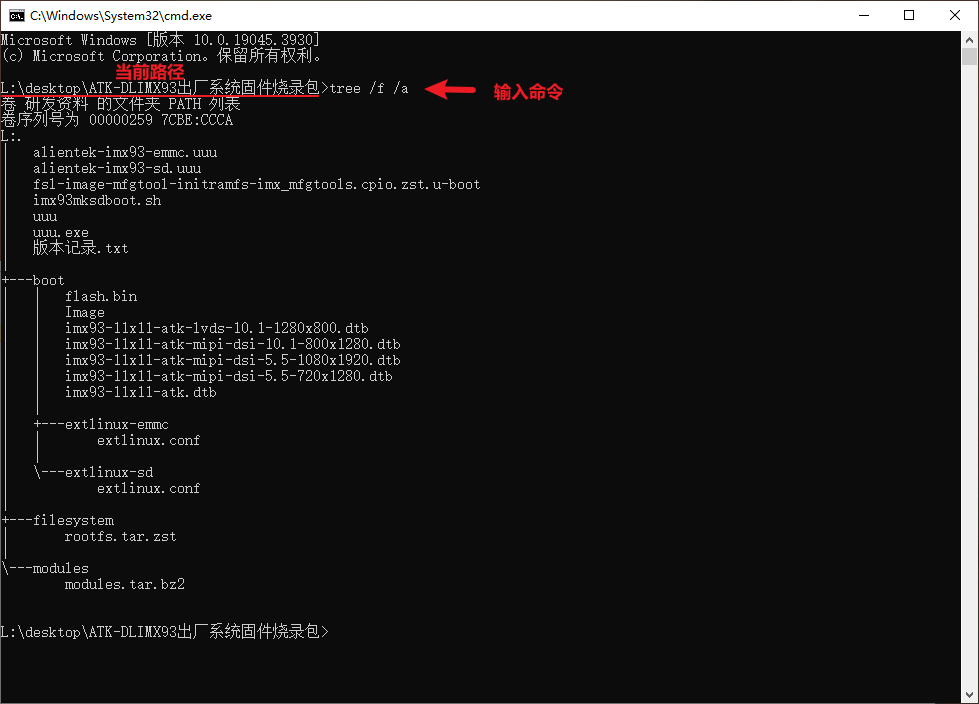 C:\Windows\System32\cmd.exe
Microsoft Windows [版本 10.0.19045.3930]
(c) Microsoft Corporation。保留所有权利。
当前路径
L:\desktop\ATK-DLIMX93出厂系统固件烧录包>tree /f /a
输入命令
卷 研发资料 的文件夹 PATH 列表
卷序列号为 00000259 7CBE:CCCA
L:.
|   alientek-imx93-emmc.uuu
|   alientek-imx93-sd.uuu
|   fsl-image-mfgtool-initramfs-imx_mfgtools.cpio.zst.u-boot
|   imx93mksdboot.sh
|   uuu
|   uuu.exe
|   版本记录.txt
|
+---boot
|   |   flash.bin
|   |   Image
|   |   imx93-11x11-atk-lvds-10.1-1280x800.dtb
|   |   imx93-11x11-atk-mipi-dsi-10.1-800x1280.dtb
|   |   imx93-11x11-atk-mipi-dsi-5.5-1080x1920.dtb
|   |   imx93-11x11-atk-mipi-dsi-5.5-720x1280.dtb
|   |   imx93-11x11-atk.dtb
|   |
|   +---extlinux-emmc
|   |       extlinux.conf
|   |
|   \---extlinux-sd
|           extlinux.conf
|
+---filesystem
|       rootfs.tar.zst
|
\---modules
        modules.tar.bz2
L:\desktop\ATK-DLIMX93出厂系统固件烧录包>